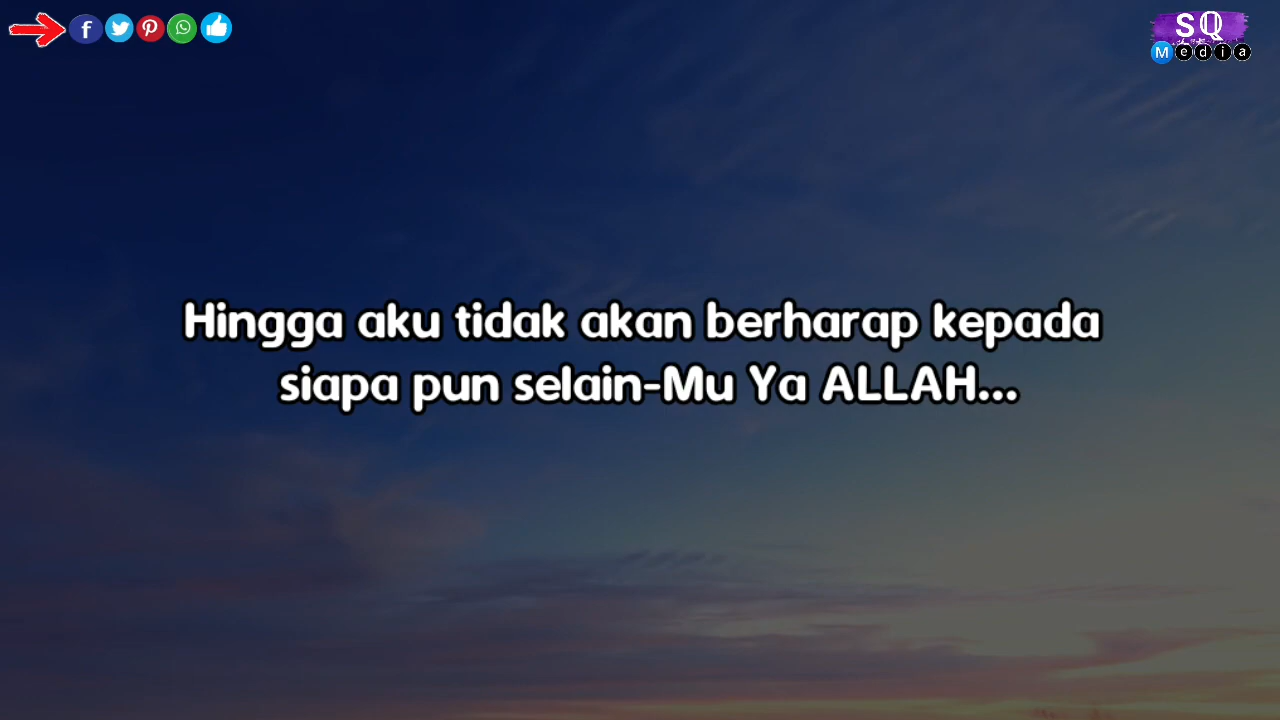 SQ
Media
Hingga aku tidak akan berharap kepada
siapa pun selain-Mu Ya ALLAH...